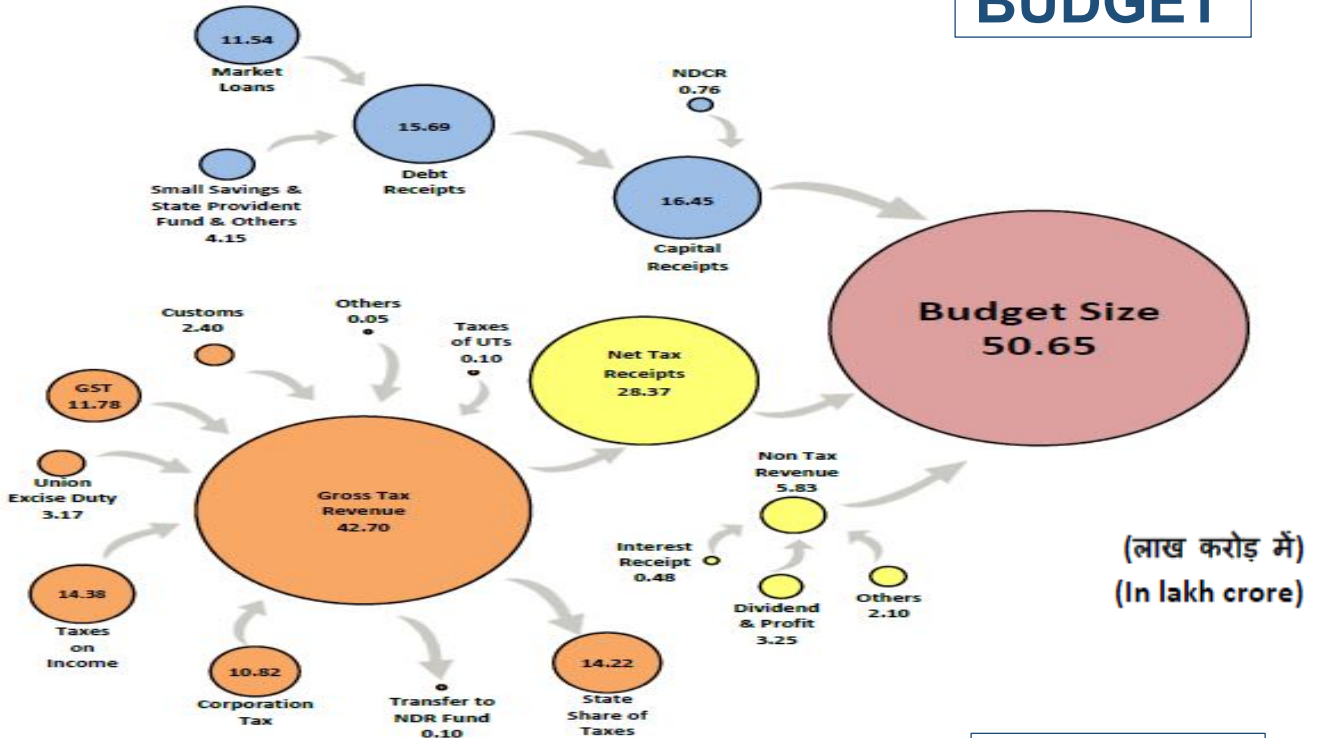 BUDGET
11.54
Market
Loans
15.69
Debt
Receipts
NDCR
0.76
Small Savings &
State Provident
Fund & Others
4.15
16.45
Capital
Receipts
Budget Size
50.65
Customs
2.40
Others
0.05
Taxes
of UTs
0.10
Net Tax
Receipts
28.37
GST
11.78
Union
Excise Duty
3.17
Gross Tax
Revenue
42.70
Non Tax
Revenue
5.83
Interest
Receipt
0.48
Dividend
& Profit
3.25
Others
2.10
(लाख करोड़ में)
(In lakh crore)
14.38
Taxes
on
Income
10.82
Corporation
Tax
Transfer to
NDR Fund
0.10
14.22
State
Share of
Taxes